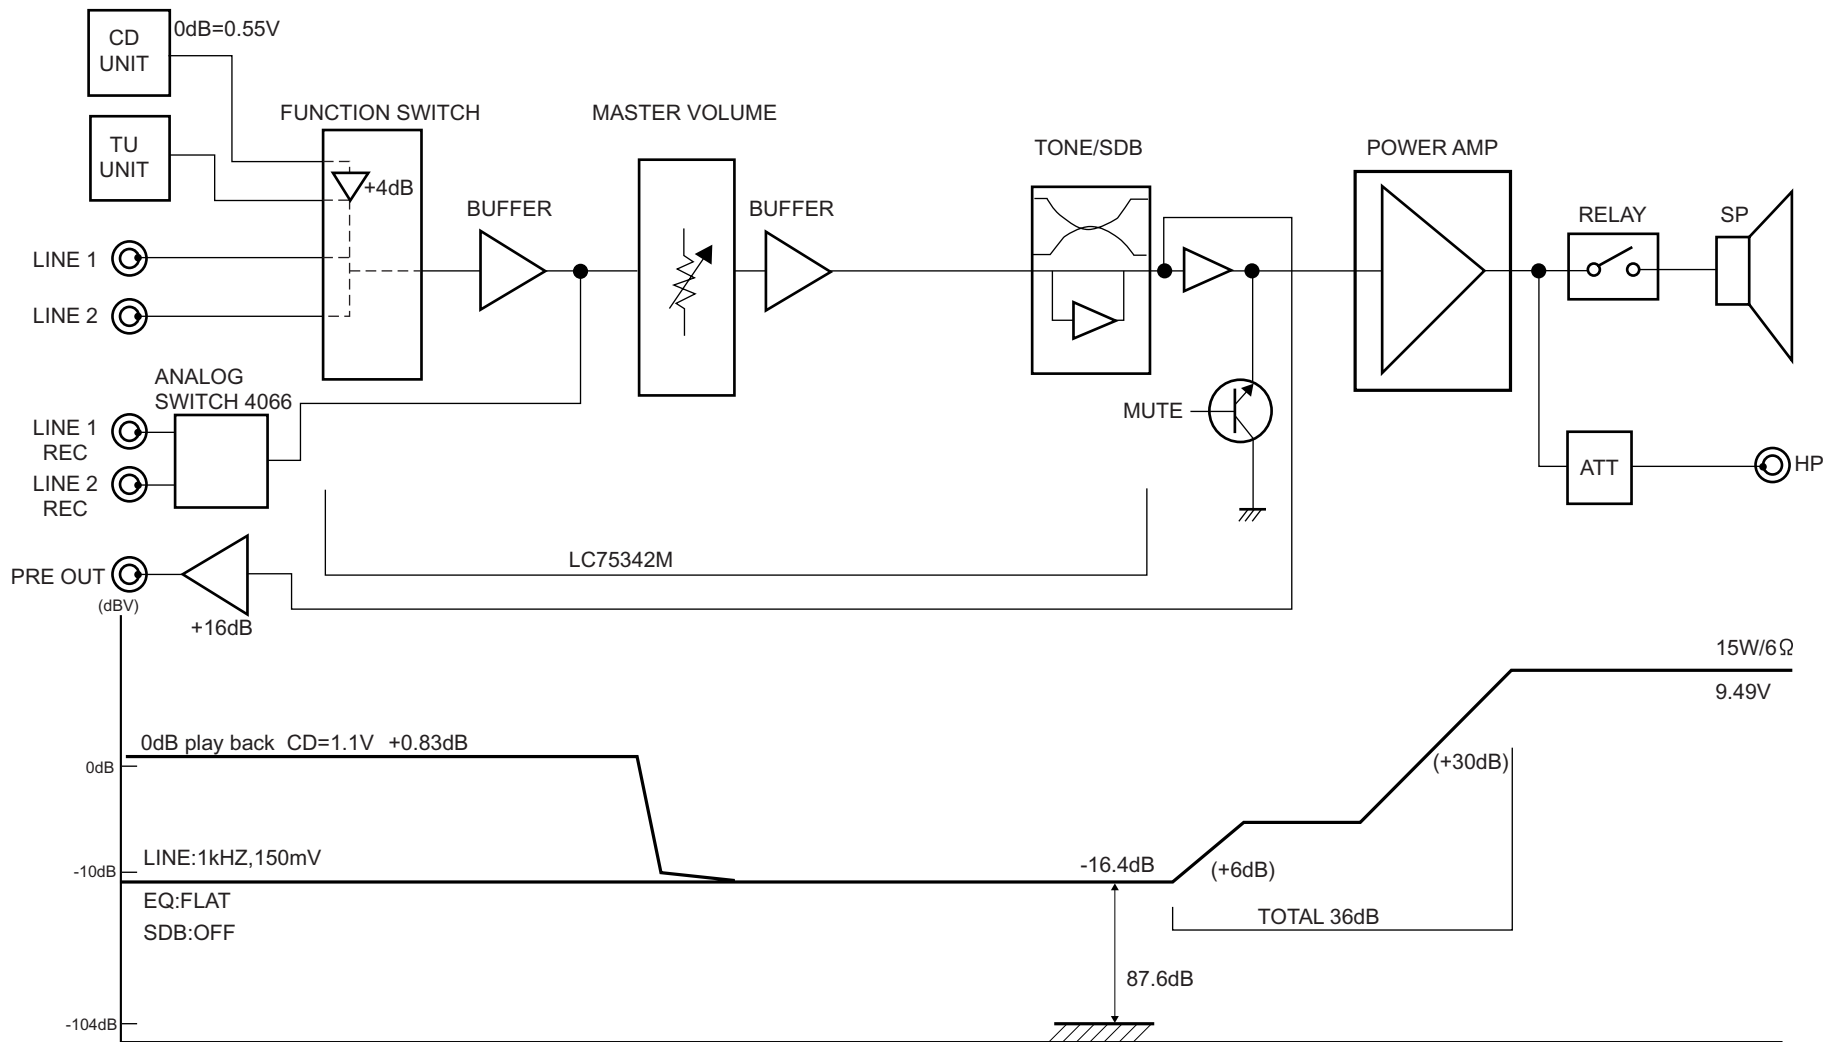 CD
UNIT
0dB=0.55V
TU
UNIT
FUNCTION SWITCH
MASTER VOLUME
TONE/SDB
POWER AMP
+4dB
BUFFER
BUFFER
RELAY
SP
LINE 1
LINE 2
ANALOG
SWITCH 4066
LINE 1
REC
LINE 2
REC
MUTE
ATT
HP
LC75342M
PRE OUT
(dBV)
+16dB
15W/6Ω
9.49V
0dB play back CD=1.1V +0.83dB
0dB
(+30dB)
LINE:1kHZ,150mV
-10dB
-16.4dB
(+6dB)
EQ:FLAT
SDB:OFF
TOTAL 36dB
87.6dB
-104dB